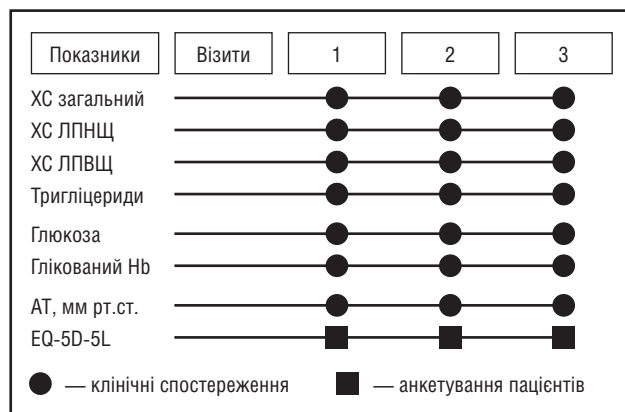 Показники Візити 1 2 3
ХС загальний
ХС ЛПНЩ
ХС ЛПВЩ
Тригліцериди
Глюкоза
Глікований Hb
АТ, мм рт.ст.
EQ-5D-5L
— клінічні спостереження — анкетування пацієнтів